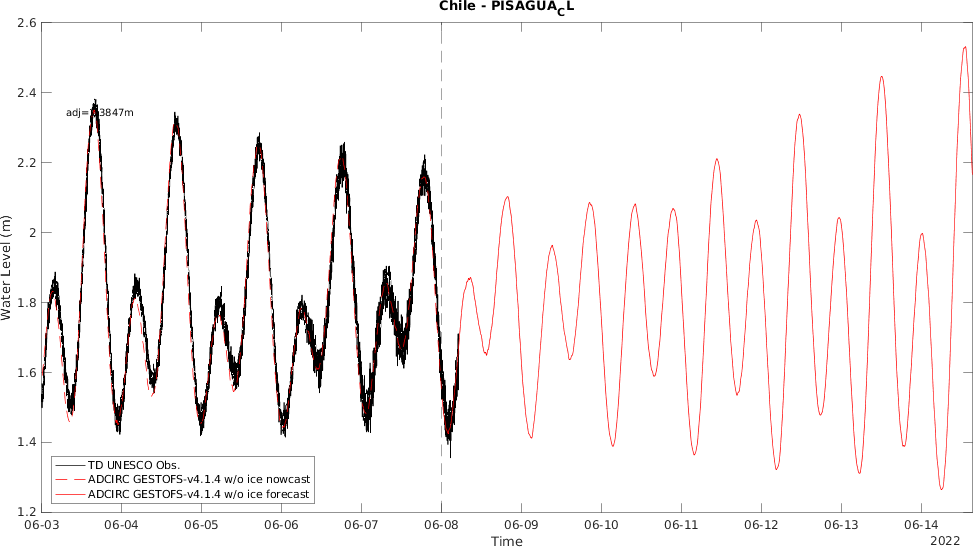 Chile - PISAGUA_CL
2.6
2.4
adj=1.3847m
2.2
2
1.8
1.6
1.4
1.2
Water Level (m)
TD UNESCO Obs.
ADCIRC GESTOFS-v4.1.4 w/o ice nowcast
ADCIRC GESTOFS-v4.1.4 w/o ice forecast
06-03 06-04 06-05 06-06 06-07 06-08 06-09 06-10 06-11 06-12 06-13 06-14
Time
2022